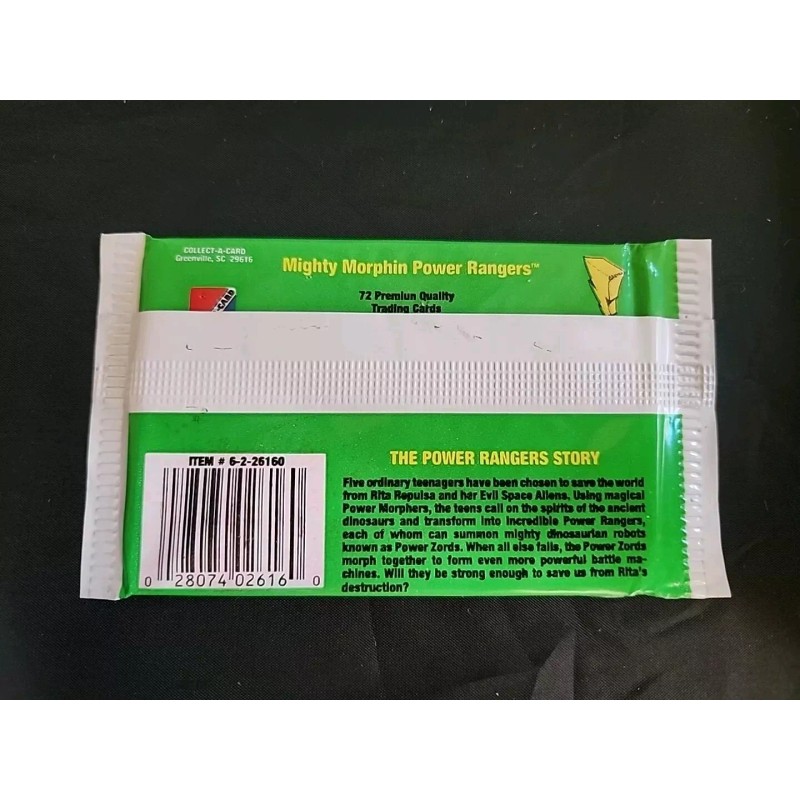 COLLECT-A-CARD
Greenville, SC 29616
Mighty Morphin Power Rangers™
72 Premiun Quality
Trading Cards
-CARD
ITEM # 6-2-26160
0 28074 02616 0
THE POWER RANGERS STORY
Five ordinary teenagers have been chosen to save the world
from Rita Repulsa and her Evil Space Aliens. Using magical
Power Morphers, the teens call on the spirits of the ancient
dinosaurs and transform into incredible Power Rangers,
each of whom can summon mighty dinosaurian robots
known as Power Zords. When all else fails, the Power Zords
morph together to form even more powerful battle ma-
chines. Will they be strong enough to save us from Rita's
destruction?